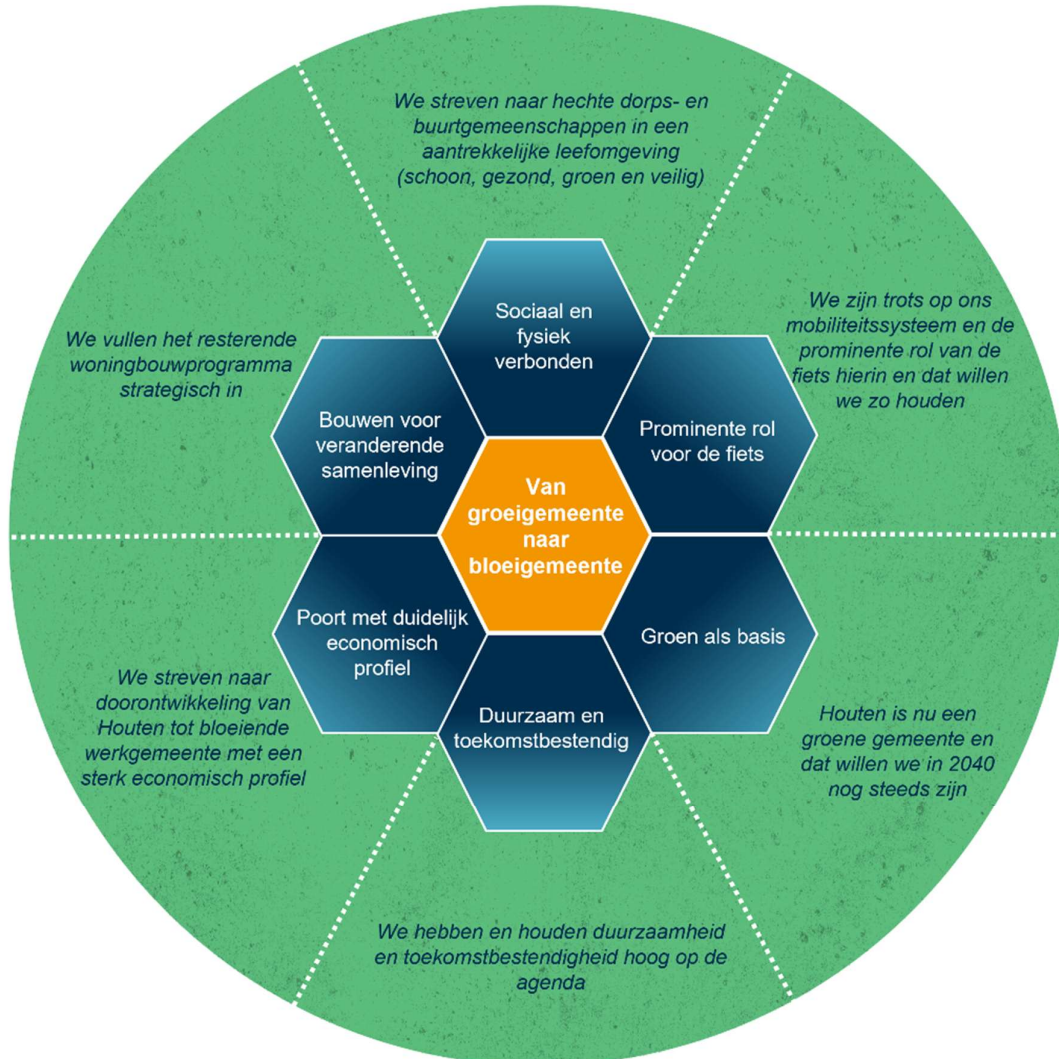 We streven naar hechte dorps- en
buurtgemeenschappen in een
aantrekkelijke leefomgeving
(schoon, gezond, groen en veilig)
Sociaal en
fysiek
verbonden
We zijn trots op ons
mobiliteitssysteem en de
prominente rol van de
fiets hierin en dat willen
we zo houden
Prominente rol
voor de fiets
We vullen het resterende
woningbouwprogramma
strategisch in
Bouwen voor
veranderende
samenleving
Van
groeigemeente
naar
bloeigemeente
Poort met duidelijk
economisch
profiel
We streven naar
doorontwikkeling van
Houten tot bloeiende
werkgemeente met een
sterk economisch profiel
Groen als basis
Houten is nu een
groene gemeente en
dat willen we in 2040
nog steeds zijn
Duurzaam en
toekomstbestendig
We hebben en houden duurzaamheid
en toekomstbestendigheid hoog op de
agenda